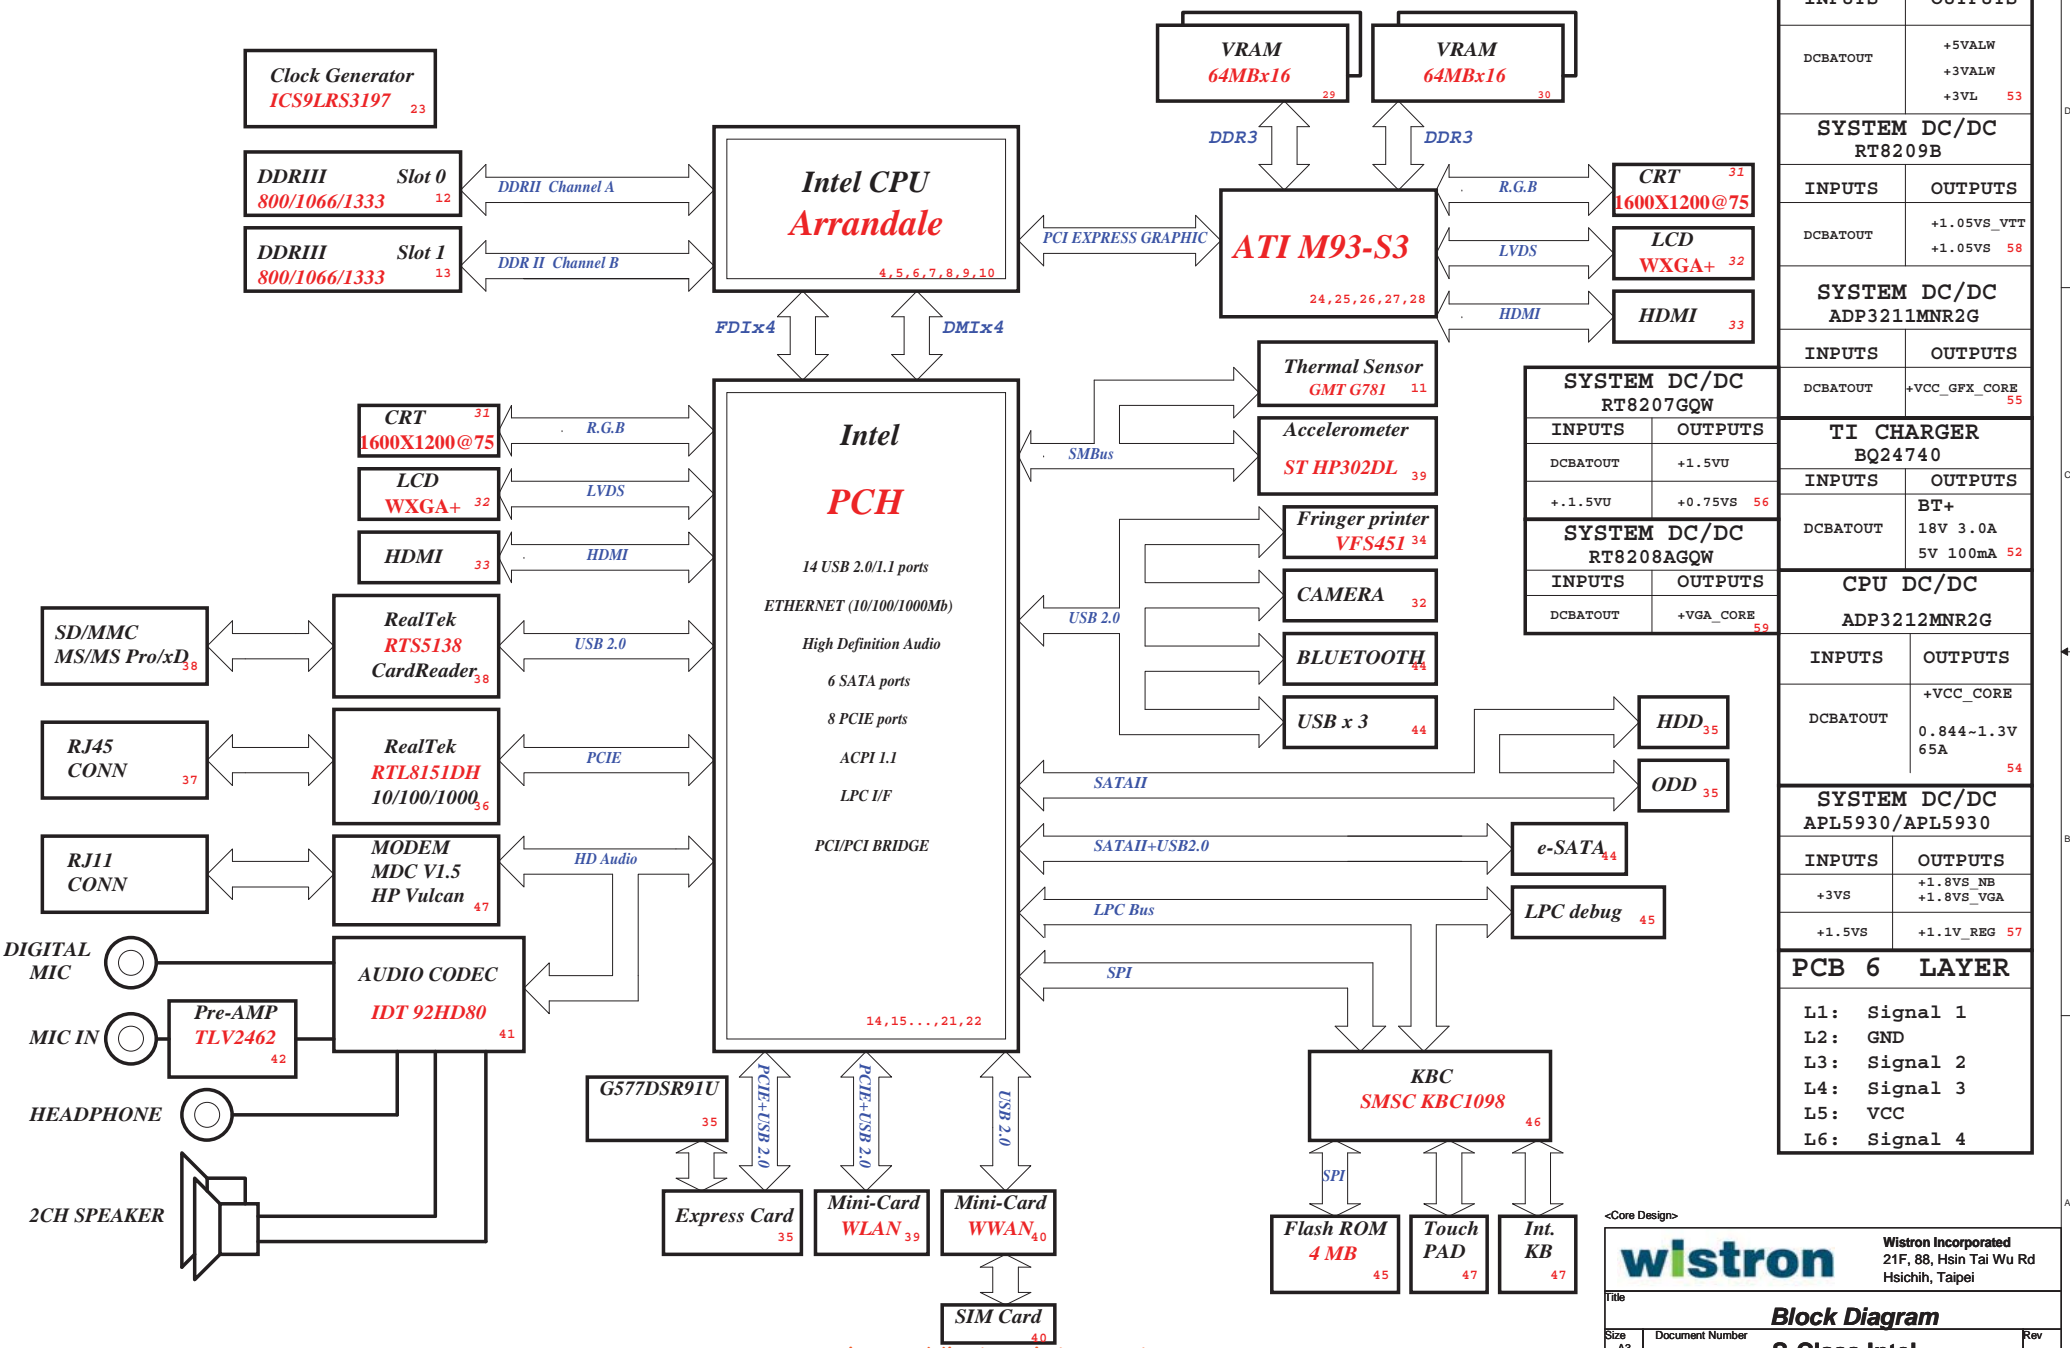 Clock Generator
ICS9LRS3197
23
DDRIII Slot 0
800/1066/1333 12
DDRII Channel A
DDRIII Slot 1
800/1066/1333 13
DDR II Channel B
Intel CPU
Arrandale
4,5,6,7,8,9,10
PCI EXPRESS GRAPHIC
VRAM
64MBx16
29
VRAM
64MBx16
30
DDR3
DDR3
ATI M93-S3
24,25,26,27,28
R.G.B
CRT 31
1600X1200@75
LVDS
LCD
WXGA+ 32
HDMI
HDMI 33
FDIx4
DMIx4
Intel
PCH
14 USB 2.0/1.1 ports
ETHERNET (10/100/1000Mb)
High Definition Audio
6 SATA ports
8 PCIE ports
ACPI 1.1
LPC I/F
PCI/PCI BRIDGE
14,15...,21,22
CRT 31
1600X1200@75
R.G.B
LCD
WXGA+ 32
LVDS
HDMI 33
HDMI
SD/MMC
MS/MS Pro/xD 38
RealTek
RTS5138
CardReader 38
USB 2.0
RJ45
CONN 37
RealTek
RTL8151DH
10/100/1000 36
PCIE
RJ11
CONN
MODEM
MDC V1.5
HP Vulcan 47
HD Audio
DIGITAL
MIC
AUDIO CODEC
IDT 92HD80
41
MIC IN
Pre-AMP
TLV2462
42
HEADPHONE
2CH SPEAKER
Thermal Sensor
GMT G781 11
Accelerometer
ST HP302DL 39
SMBus
Fringer printer
VFS451 34
CAMERA 32
USB 2.0
BLUETOOTH 44
USB x 3 44
HDD 35
SATAII
ODD 35
SATAII+USB2.0
e-SATA 44
LPC Bus
LPC debug 45
SPI
KBC
SMSC KBC1098
46
SPI
Flash ROM
4 MB
45
Touch
PAD
47
Int.
KB
47
G577DSR91U
35
PCIE+USB 2.0
PCIE+USB 2.0
USB 2.0
Express Card
35
Mini-Card
WLAN 39
Mini-Card
WWAN 40
SIM Card
40
SYSTEM DC/DC
RT8207GQW
INPUTS OUTPUTS
DCBATOUT +1.5VU
+.1.5VU +0.75VS 56
SYSTEM DC/DC
RT8208AGQW
INPUTS OUTPUTS
DCBATOUT +VGA_CORE
59
INPUTS OUTPUTS
DCBATOUT
+5VALW
+3VALW
+3VL 53
SYSTEM DC/DC
RT8209B
INPUTS OUTPUTS
DCBATOUT
+1.05VS_VTT
+1.05VS 58
SYSTEM DC/DC
ADP3211MNR2G
INPUTS OUTPUTS
DCBATOUT +VCC_GFX_CORE
55
TI CHARGER
BQ24740
INPUTS OUTPUTS
DCBATOUT
BT+
18V 3.0A
5V 100mA 52
CPU DC/DC
ADP3212MNR2G
INPUTS OUTPUTS
DCBATOUT
+VCC_CORE
0.844~1.3V
65A
54
SYSTEM DC/DC
APL5930/APL5930
INPUTS OUTPUTS
+3VS
+1.8VS_NB
+1.8VS_VGA
+1.5VS +1.1V_REG 57
PCB 6 LAYER
L1: Signal 1
L2: GND
L3: Signal 2
L4: Signal 3
L5: VCC
L6: Signal 4
D
C
B
A
<Core Design>
wistron
Wistron Incorporated
21F, 88, Hsin Tai Wu Rd
Hsichih, Taipei
Title
Block Diagram
Size
Document Number
Rev